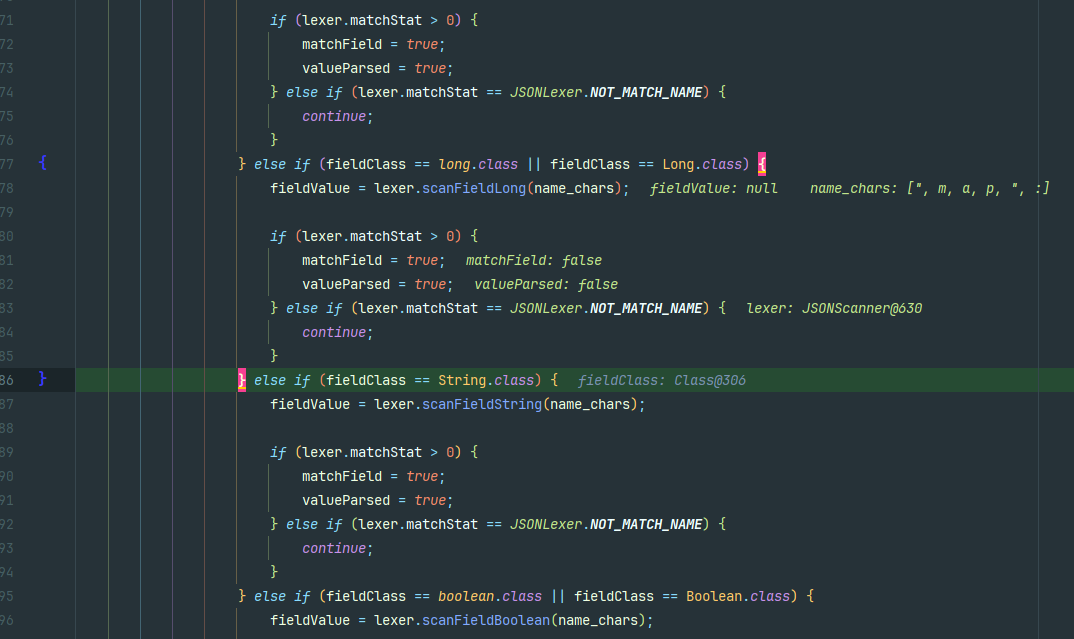 71 if (lexer.matchStat > 0) {
72 matchField = true;
73 valueParsed = true;
74 } else if (lexer.matchStat == JSONLexer.NOT_MATCH_NAME) {
75 continue;
76 }
{ 77 } else if (fieldClass == long.class || fieldClass == Long.class) {
78 fieldValue = lexer.scanFieldLong(name_chars); fieldValue: null name_chars: [", m, a, p, ", :]
79
80 if (lexer.matchStat > 0) {
81 matchField = true; matchField: false
82 valueParsed = true; valueParsed: false
83 } else if (lexer.matchStat == JSONLexer.NOT_MATCH_NAME) { lexer: JSONScanner@630
84 continue;
85 }
86 } } else if (fieldClass == String.class) { fieldClass: Class@306
87 fieldValue = lexer.scanFieldString(name_chars);
88
89 if (lexer.matchStat > 0) {
90 matchField = true;
91 valueParsed = true;
92 } else if (lexer.matchStat == JSONLexer.NOT_MATCH_NAME) {
93 continue;
94 }
95 } else if (fieldClass == boolean.class || fieldClass == Boolean.class) {
96 fieldValue = lexer.scanFieldBoolean(name_chars);